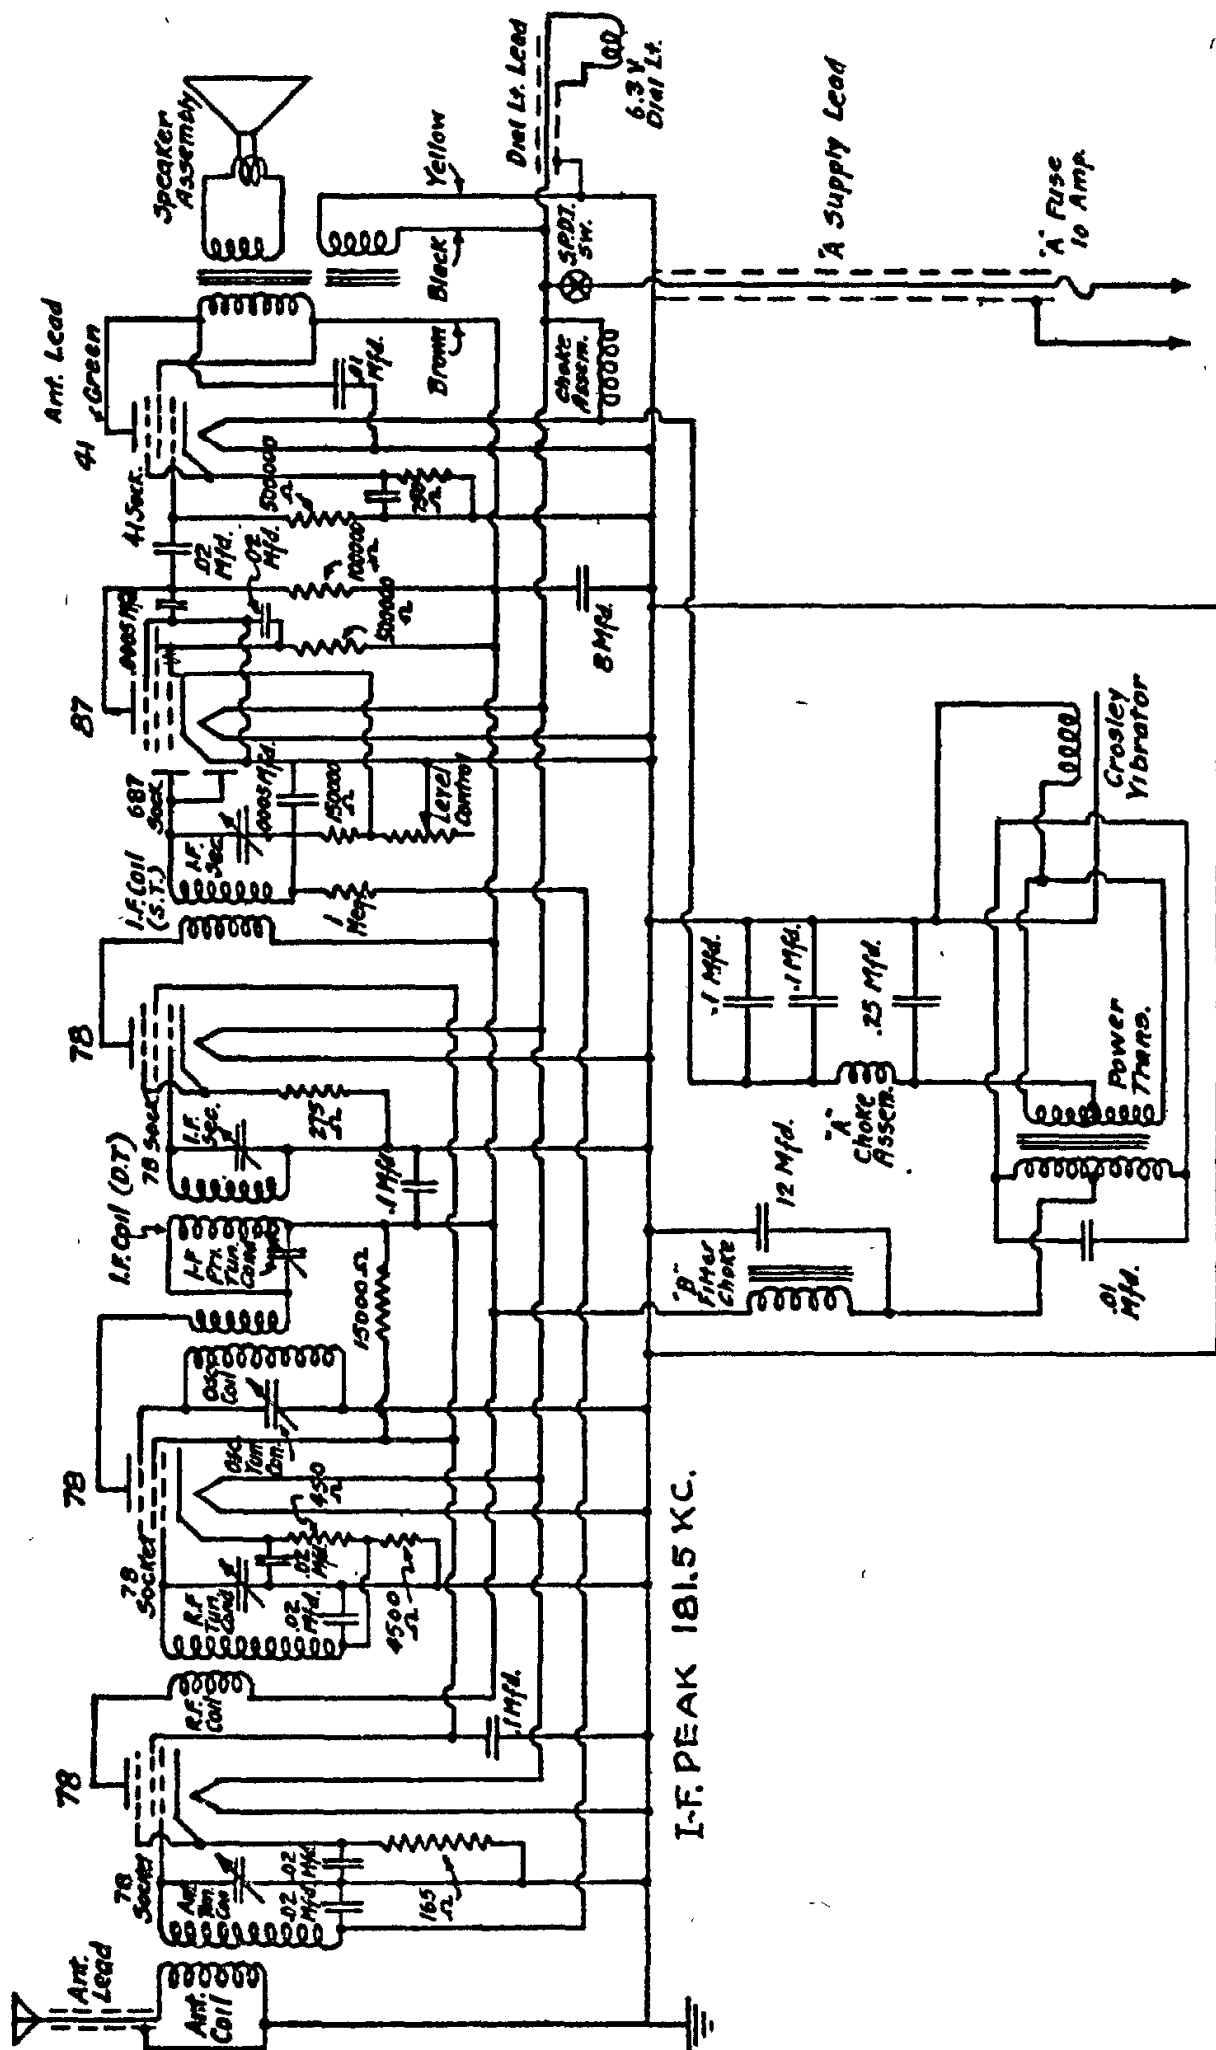 Ant.
Lead
Ant.
Coil
78
78
Socket
Ant.
Tun.
Con
.02
Mfd
.02
Mfd.
165
Ω
R.F.
Coil
.1 Mfd.
78
78
Socket
R.F.
Tun.
Cond
.02
Mfd.
.02
Mfd.
450
Ω
4500
Ω
Osc.
Tun.
Con.
Osc
Coil
15000 Ω
I.F. Coil (D.T)
I-F
Pri.
Tun.
Cond
78
78 Sock.
I.F.
Sec.
275
Ω
.1 Mfd
I.F. Coil
(S.T.)
1
Meg.
87
6B7
Sock
I.F.
Sec.
.0005 Mfd.
150000
Ω
Level
Control
.0005 Mfd
.02
Mfd.
.02
Mfd.
100000
Ω
500000
Ω
8 Mfd.
41
41 Sock.
Ant. Lead
Green
500000
Ω
750
Ω
.01
Mfd.
Brown
Black
Yellow
Speaker
Assembly
Choke
Assem.
S.P.D.T.
Sw.
Dial Lt. Lead
6.3 V
Dial Lt.
"A" Supply Lead
"A" Fuse
10 Amp.
I-F. PEAK 181.5 KC.
"B"
Filter
Choke
12 Mfd.
.1 Mfd.
.1 Mfd.
.25 Mfd.
"A"
Choke
Assem.
Power
Trans.
.01
Mfd.
Crosley
Vibrator